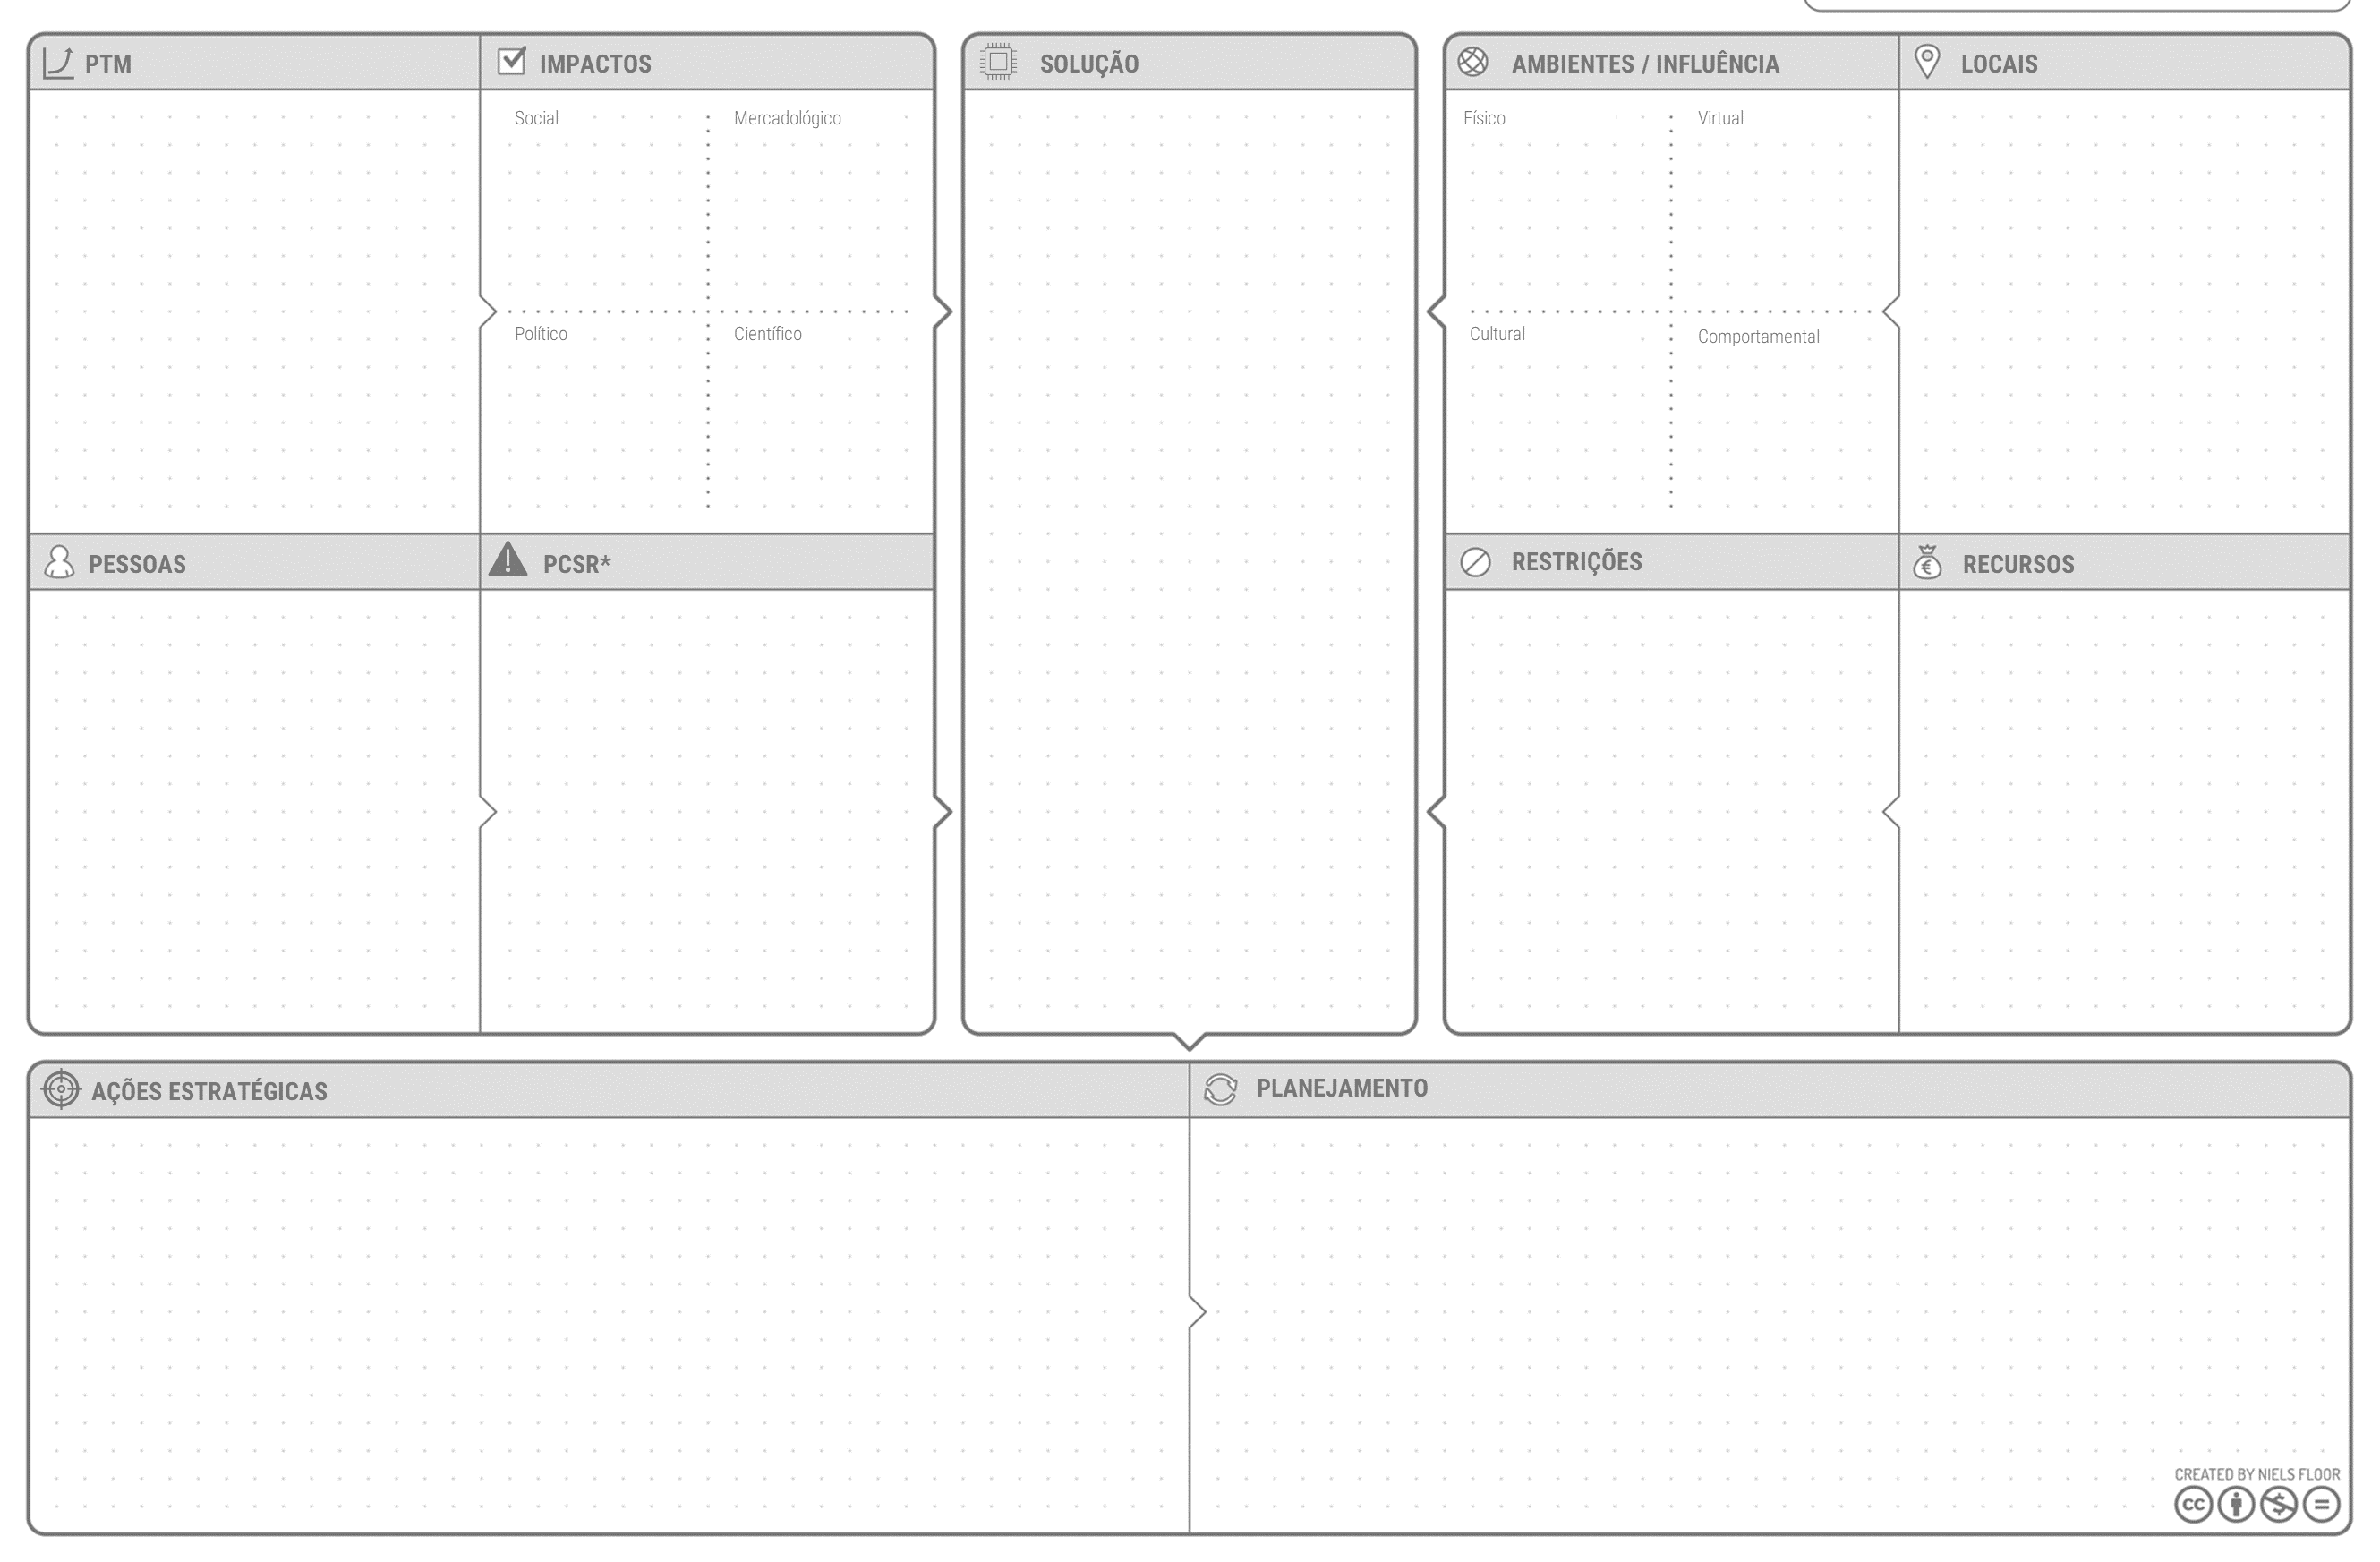 PTM
IMPACTOS
Social
Mercadológico
Político
Científico
PESSOAS
PCSR*
SOLUÇÃO
AMBIENTES / INFLUÊNCIA
LOCAIS
Físico
Virtual
Cultural
Comportamental
RESTRIÇÕES
RECURSOS
€
AÇÕES ESTRATÉGICAS
PLANEJAMENTO
CREATED BY NIELS FLOOR
cc $ =